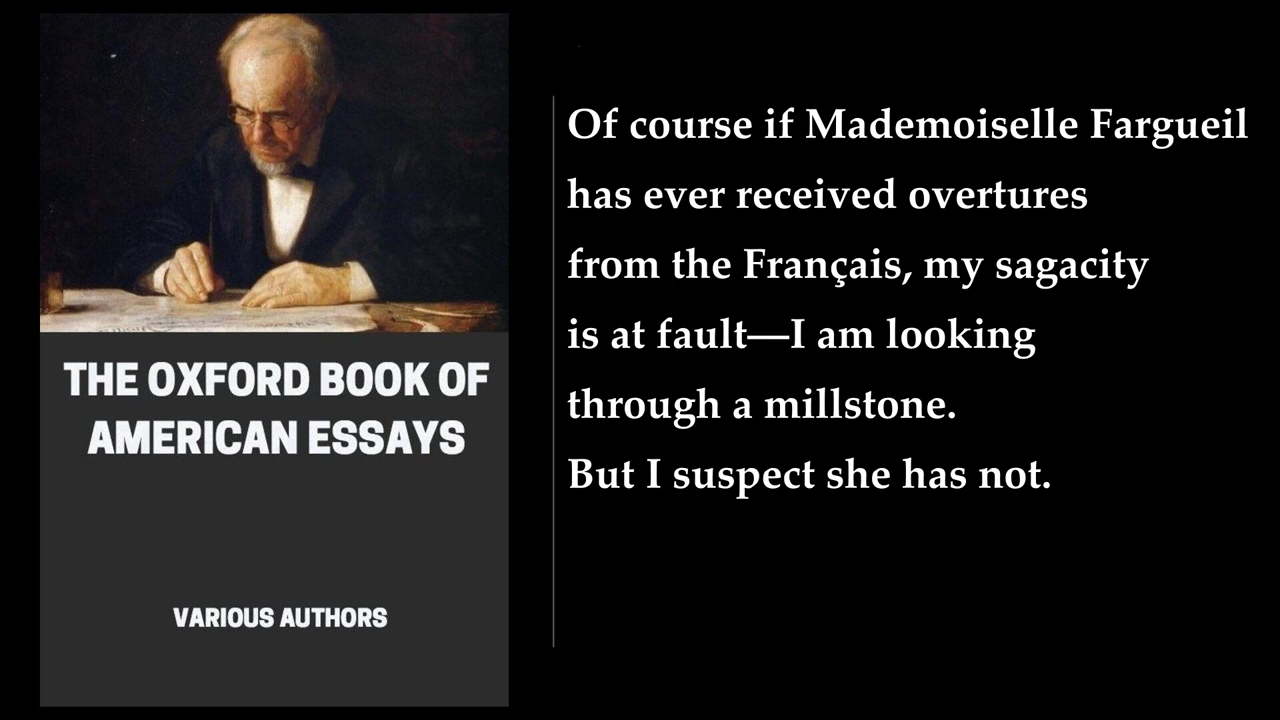 THE OXFORD BOOK OF
AMERICAN ESSAYS
VARIOUS AUTHORS
Of course if Mademoiselle Fargueil
has ever received overtures
from the Français, my sagacity
is at fault—I am looking
through a millstone.
But I suspect she has not.